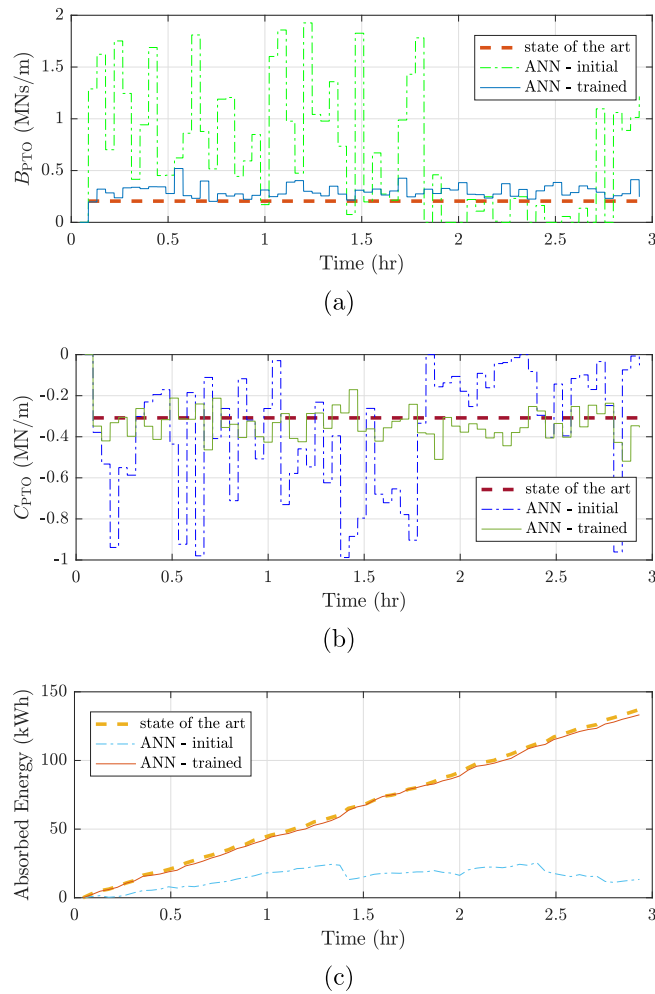 2
1.5
1
0.5
0
B_PTO (MNs/m)
state of the art
ANN - initial
ANN - trained
0 0.5 1 1.5 2 2.5 3
Time (hr)
(a)
0
-0.2
-0.4
-0.6
-0.8
-1
C_PTO (MN/m)
state of the art
ANN - initial
ANN - trained
0 0.5 1 1.5 2 2.5 3
Time (hr)
(b)
150
100
50
0
Absorbed Energy (kWh)
state of the art
ANN - initial
ANN - trained
0 0.5 1 1.5 2 2.5 3
Time (hr)
(c)